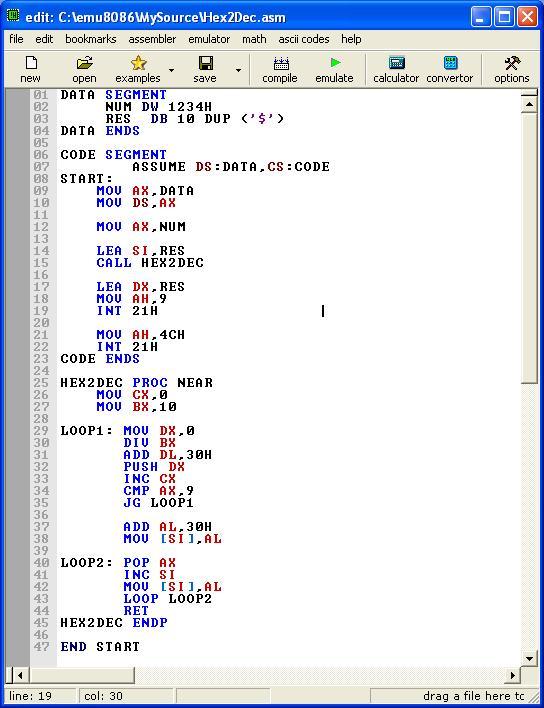 edit: C:\emu8086\MySource\Hex2Dec.asm
file edit bookmarks assembler emulator math ascii codes help
new open examples save compile emulate calculator convertor options
01 DATA SEGMENT
02 NUM DW 1234H
03 RES DB 10 DUP ('$')
04 DATA ENDS
05
06 CODE SEGMENT
07 ASSUME DS:DATA,CS:CODE
08 START:
09 MOV AX,DATA
10 MOV DS,AX
11
12 MOV AX,NUM
13
14 LEA SI,RES
15 CALL HEX2DEC
16
17 LEA DX,RES
18 MOV AH,9
19 INT 21H
20
21 MOV AH,4CH
22 INT 21H
23 CODE ENDS
24
25 HEX2DEC PROC NEAR
26 MOV CX,0
27 MOV BX,10
28
29 LOOP1: MOV DX,0
30 DIV BX
31 ADD DL,30H
32 PUSH DX
33 INC CX
34 CMP AX,9
35 JG LOOP1
36
37 ADD AL,30H
38 MOV [SI],AL
39
40 LOOP2: POP AX
41 INC SI
42 MOV [SI],AL
43 LOOP LOOP2
44 RET
45 HEX2DEC ENDP
46
47 END START
line: 19 col: 30 drag a file here tc